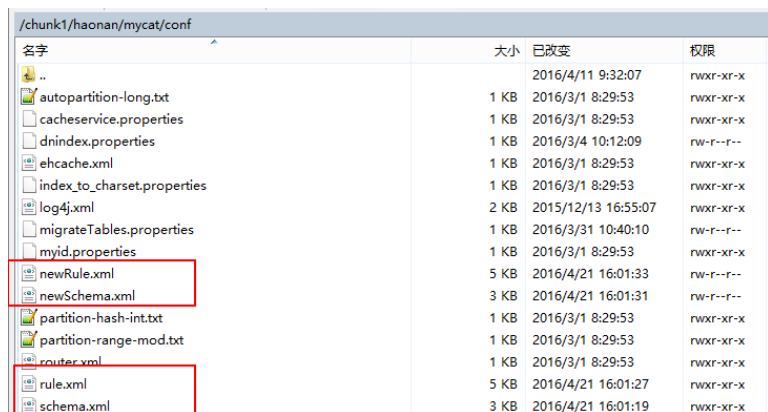 /chunk1/haonan/mycat/conf
名字 大小 已改变 权限
.. 2016/4/11 9:32:07 rwxr-xr-x
autopartition-long.txt 1 KB 2016/3/1 8:29:53 rwxr-xr-x
cacheservice.properties 1 KB 2016/3/1 8:29:53 rwxr-xr-x
dnindex.properties 1 KB 2016/3/4 10:12:09 rw-r--r--
ehcache.xml 1 KB 2016/3/1 8:29:53 rwxr-xr-x
index_to_charset.properties 1 KB 2016/3/1 8:29:53 rwxr-xr-x
log4j.xml 2 KB 2015/12/13 16:55:07 rwxr-xr-x
migrateTables.properties 1 KB 2016/3/31 10:40:10 rw-r--r--
myid.properties 1 KB 2016/3/1 8:29:53 rwxr-xr-x
newRule.xml 5 KB 2016/4/21 16:01:33 rw-r--r--
newSchema.xml 3 KB 2016/4/21 16:01:31 rw-r--r--
partition-hash-int.txt 1 KB 2016/3/1 8:29:53 rwxr-xr-x
partition-range-mod.txt 1 KB 2016/3/1 8:29:53 rwxr-xr-x
router.xml 1 KB 2016/3/1 8:29:53 rwxr-xr-x
rule.xml 5 KB 2016/4/21 16:01:27 rwxr-xr-x
schema.xml 3 KB 2016/4/21 16:01:19 rwxr-xr-x